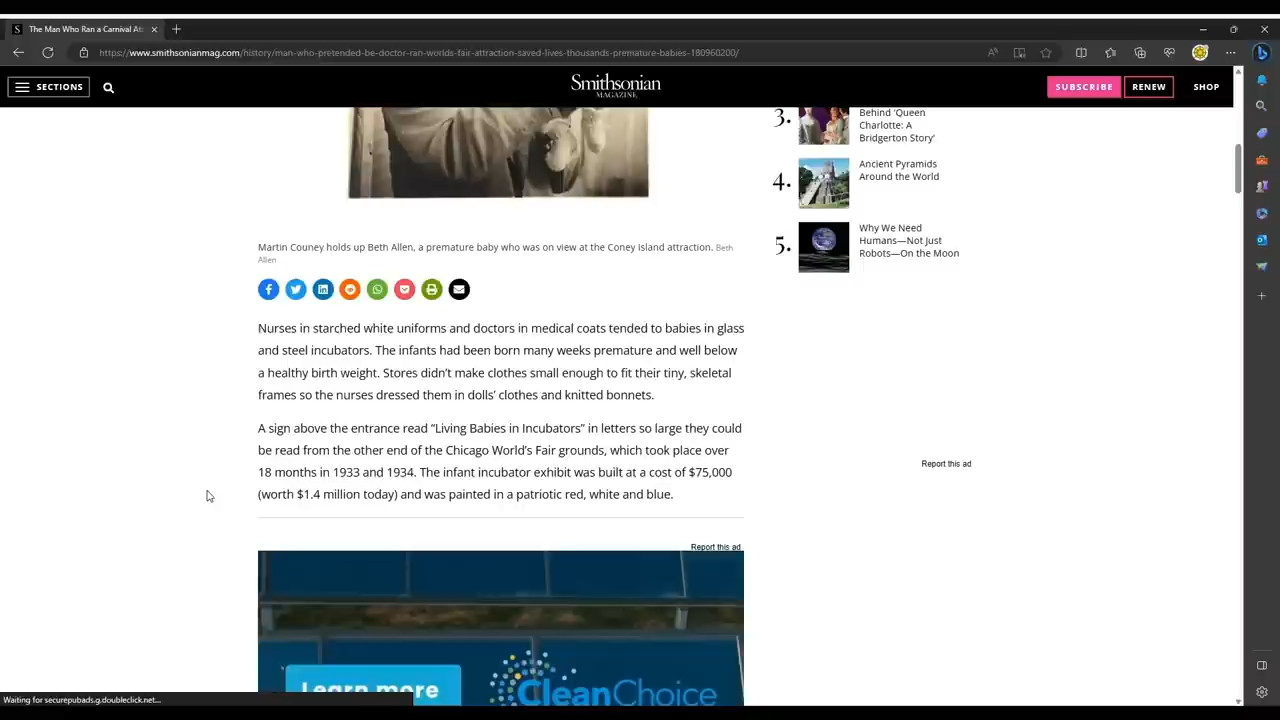 The Man Who Ran a Carnival Att
https://www.smithsonianmag.com/history/man-who-pretended-be-doctor-ran-worlds-fair-attraction-saved-lives-thousands-premature-babies-180960200/
SECTIONS
Smithsonian
MAGAZINE
SUBSCRIBE
RENEW
SHOP
3.
Behind 'Queen
Charlotte: A
Bridgerton Story'
4.
Ancient Pyramids
Around the World
5.
Why We Need
Humans—Not Just
Robots—On the Moon
Martin Couney holds up Beth Allen, a premature baby who was on view at the Coney Island attraction. Beth
Allen
Nurses in starched white uniforms and doctors in medical coats tended to babies in glass
and steel incubators. The infants had been born many weeks premature and well below
a healthy birth weight. Stores didn’t make clothes small enough to fit their tiny, skeletal
frames so the nurses dressed them in dolls’ clothes and knitted bonnets.
A sign above the entrance read “Living Babies in Incubators” in letters so large they could
be read from the other end of the Chicago World’s Fair grounds, which took place over
18 months in 1933 and 1934. The infant incubator exhibit was built at a cost of $75,000
(worth $1.4 million today) and was painted in a patriotic red, white and blue.
Report this ad
Report this ad
Learn more
CleanChoice
Waiting for securepubads.g.doubleclick.net...